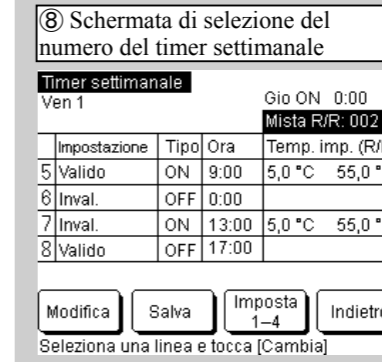 ⑧ Schermata di selezione del
numero del timer settimanale
Timer settimanale
Ven 1
Gio ON 0:00
Mista R/R: 002
Impostazione Tipo Ora Temp. imp. (R/
5 Valido ON 9:00 5,0 °C 55,0 °
6 Inval. OFF 0:00
7 Inval. ON 13:00 5,0 °C 55,0 °
8 Valido OFF 17:00
Modifica Salva Imposta 1–4 Indietro
Seleziona una linea e tocca [Cambia]